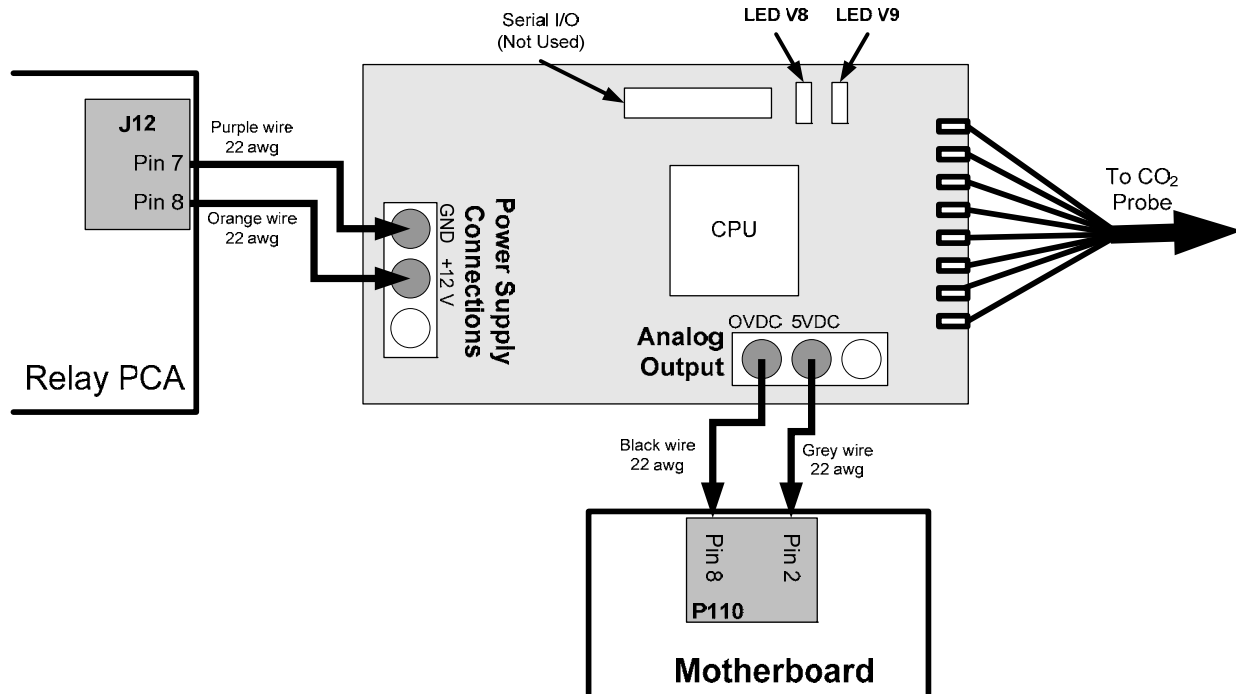 Serial I/O
(Not Used)
LED V8
LED V9
J12
Pin 7
Pin 8
Purple wire
22 awg
Orange wire
22 awg
Relay PCA
GND
+12 V
Power Supply
Connections
CPU
To CO₂
Probe
Analog
Output
OVDC
5VDC
Black wire
22 awg
Grey wire
22 awg
Pin 8
Pin 2
P110
Motherboard